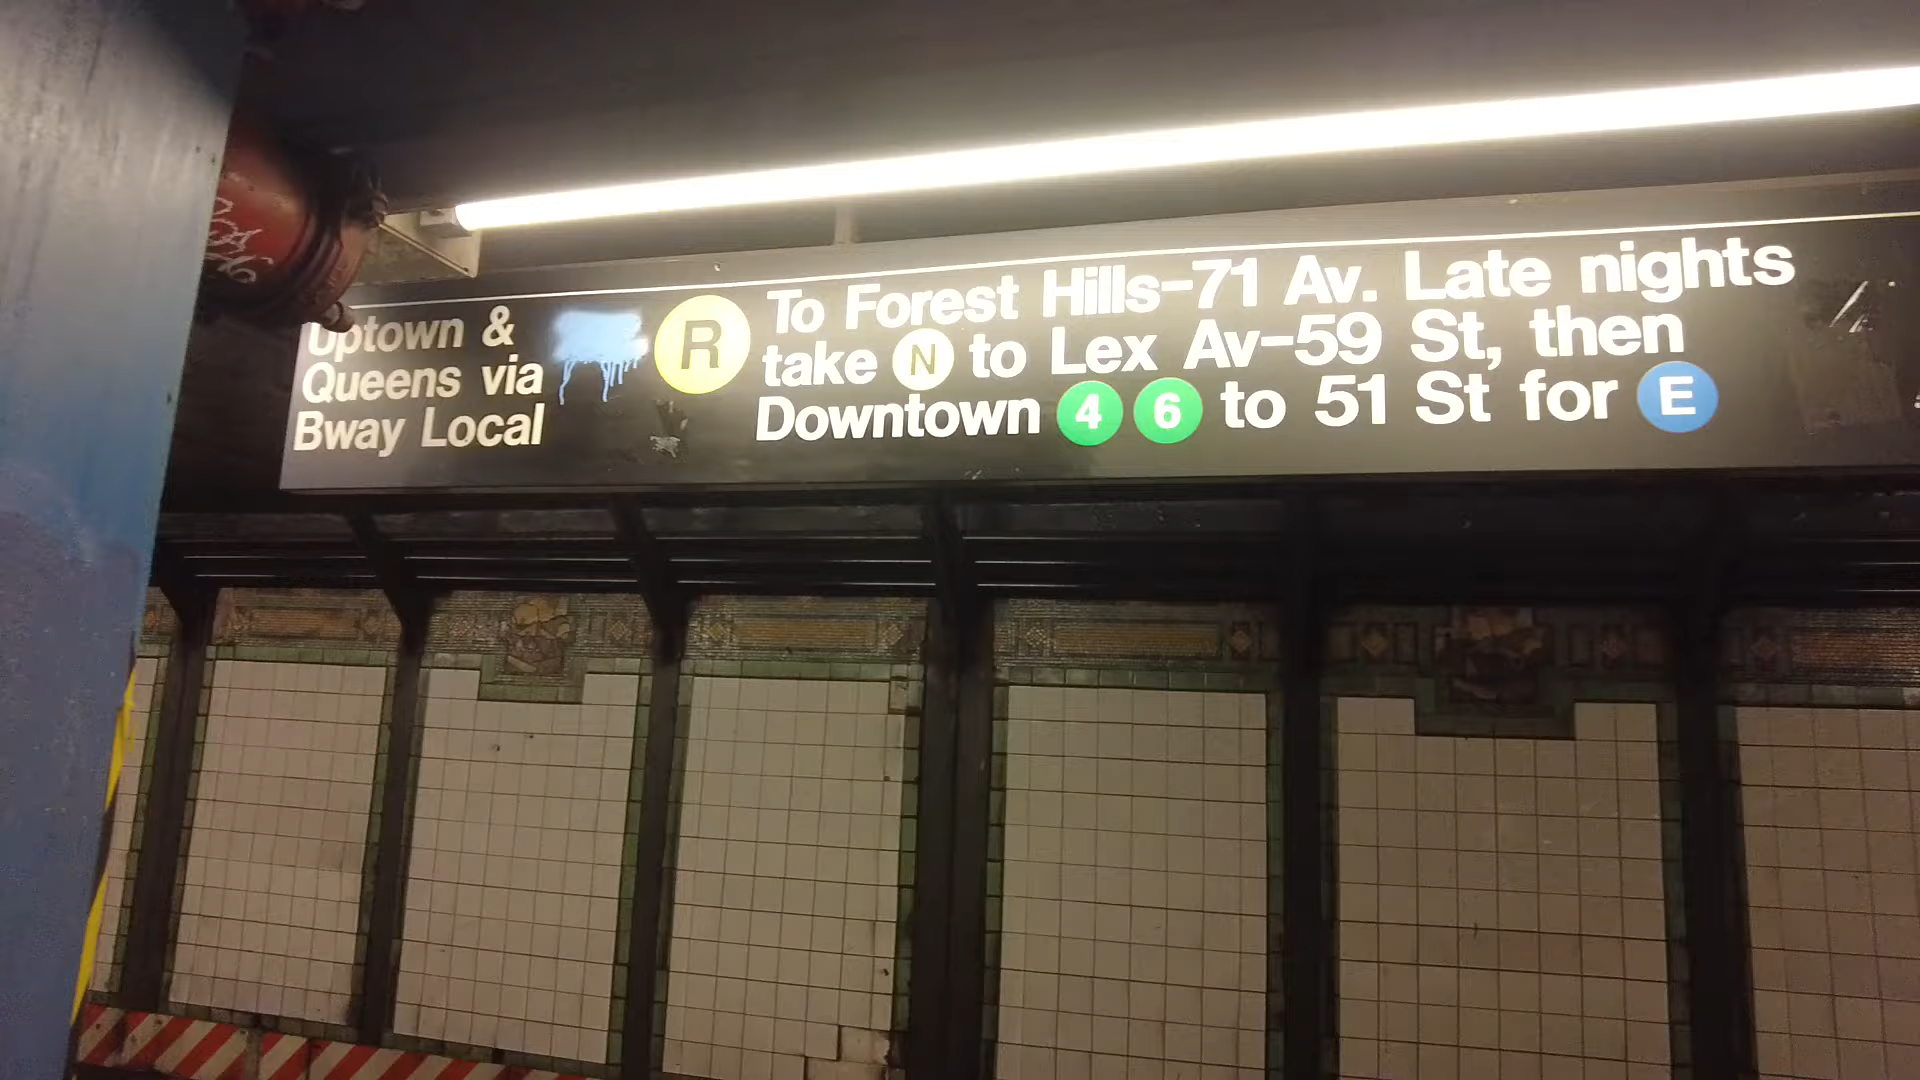 Uptown &
Queens via
Bway Local
R
To Forest Hills-71 Av. Late nights
take N to Lex Av-59 St, then
Downtown 4 6 to 51 St for E